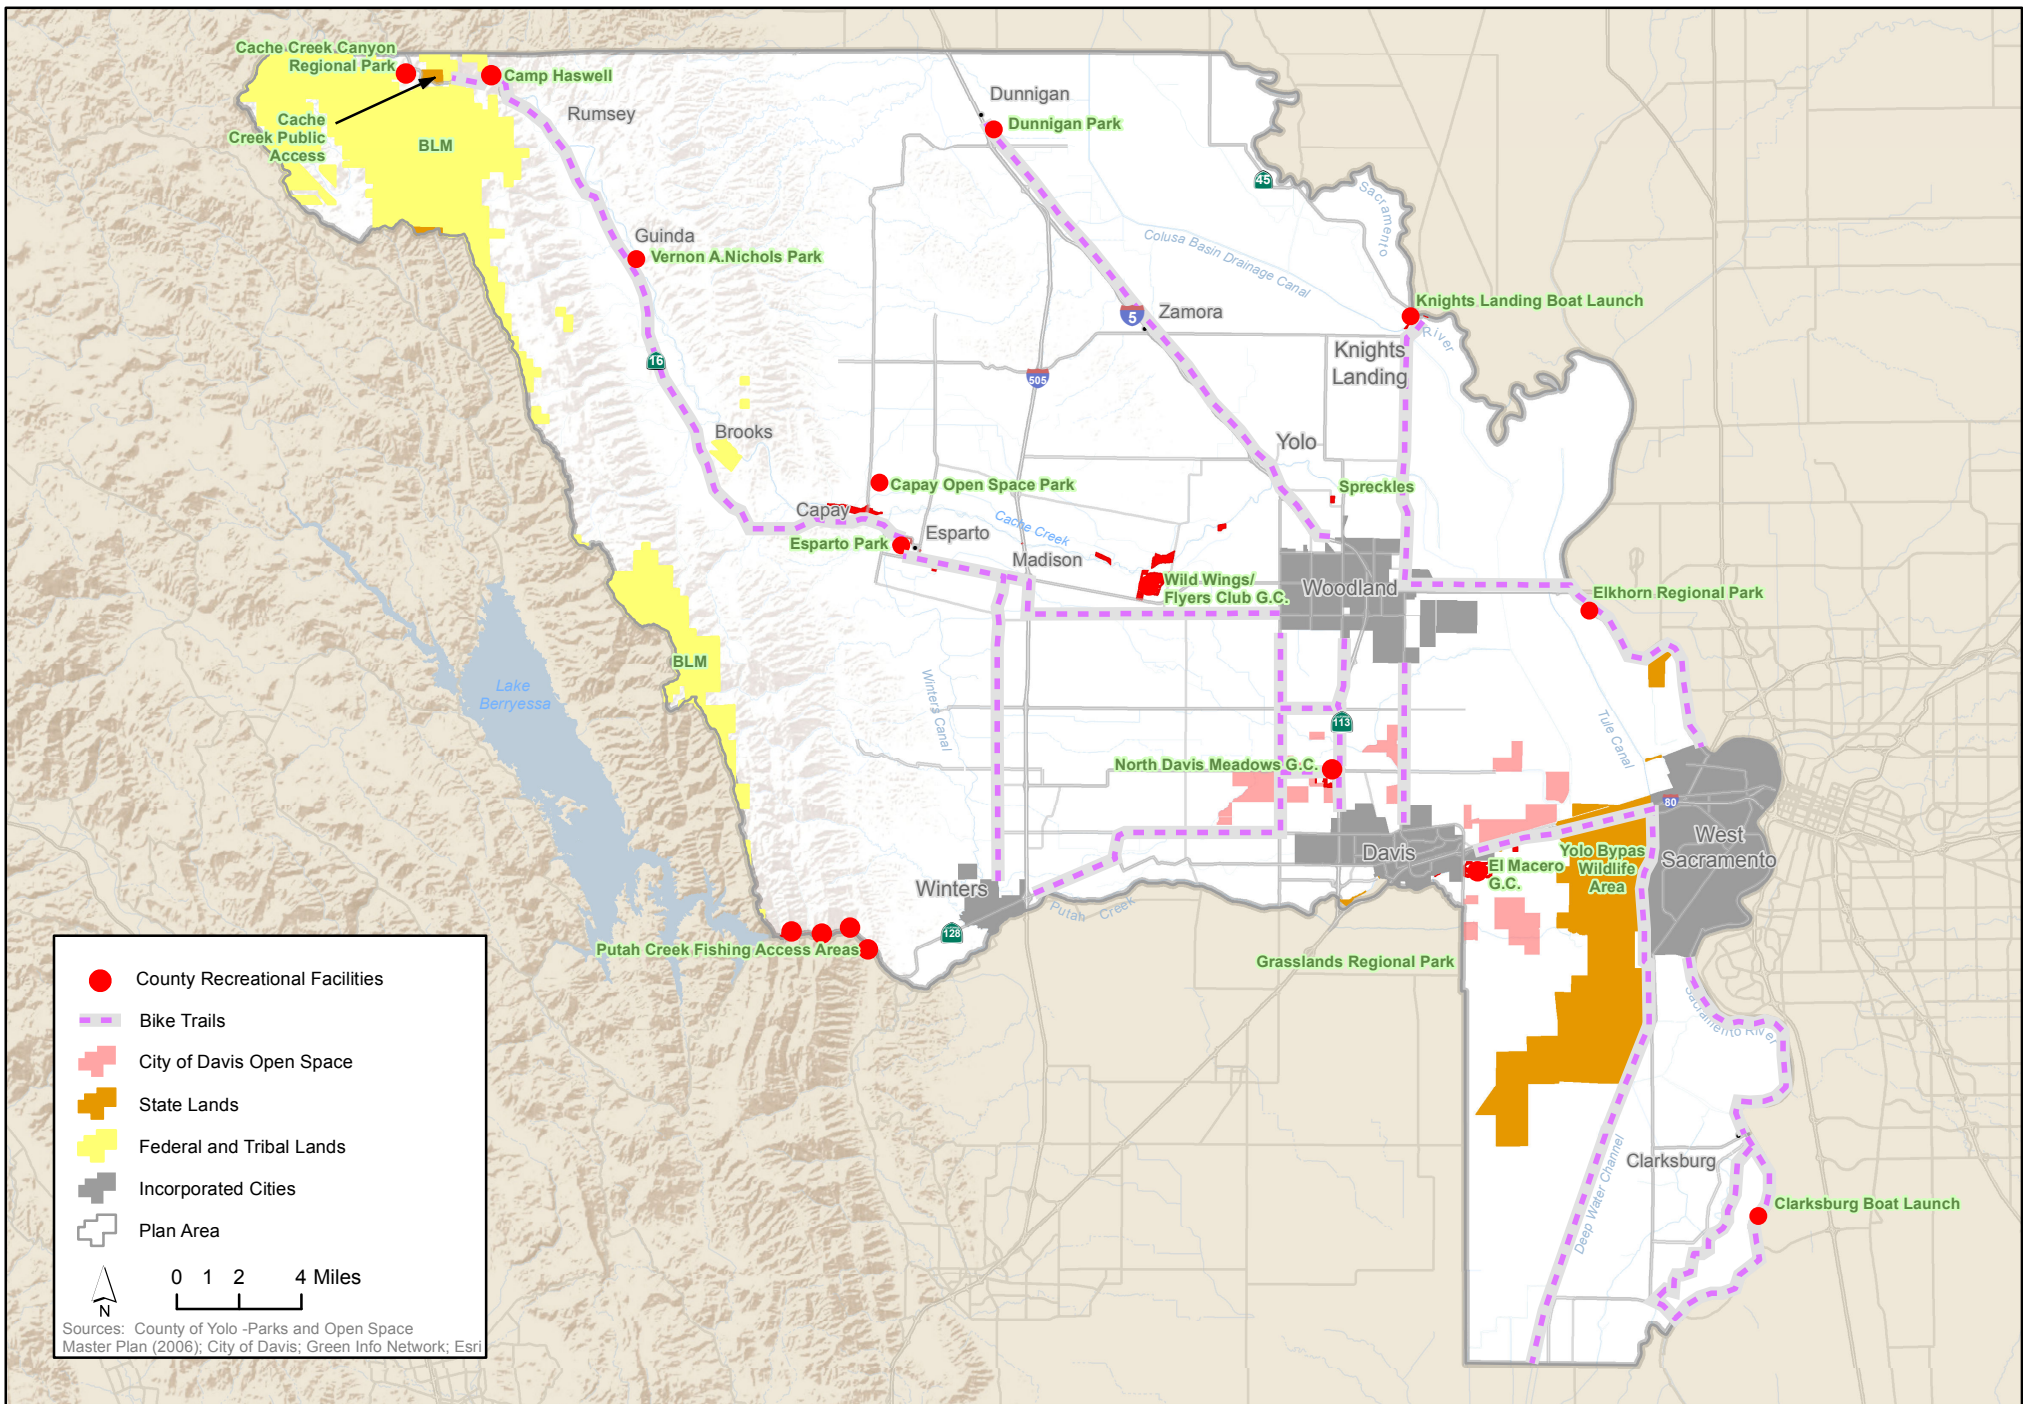 Cache Creek Canyon
Regional Park
Camp Haswell
Cache
Creek Public
Access
BLM
Rumsey
Dunnigan
Dunnigan Park
45
Sacramento
River
Guinda
Vernon A.Nichols Park
Colusa Basin Drainage Canal
Knights Landing Boat Launch
5
Zamora
Knights
Landing
16
505
Brooks
Yolo
Capay Open Space Park
Spreckles
Capay
Cache Creek
Esparto
Esparto Park
Madison
Wild Wings/
Flyers Club G.C.
Woodland
Elkhorn Regional Park
BLM
Lake
Berryessa
Winters Canal
Tule Canal
113
North Davis Meadows G.C.
80
West
Sacramento
Davis
Yolo Bypas
Wildlife
Area
El Macero
G.C.
Winters
Putah Creek
128
Putah Creek Fishing Access Areas
Grasslands Regional Park
Sacramento River
Deep Water Channel
Clarksburg
Clarksburg Boat Launch
County Recreational Facilities
Bike Trails
City of Davis Open Space
State Lands
Federal and Tribal Lands
Incorporated Cities
Plan Area
N
0 1 2 4 Miles
Sources: County of Yolo -Parks and Open Space
Master Plan (2006); City of Davis; Green Info Network; Esri